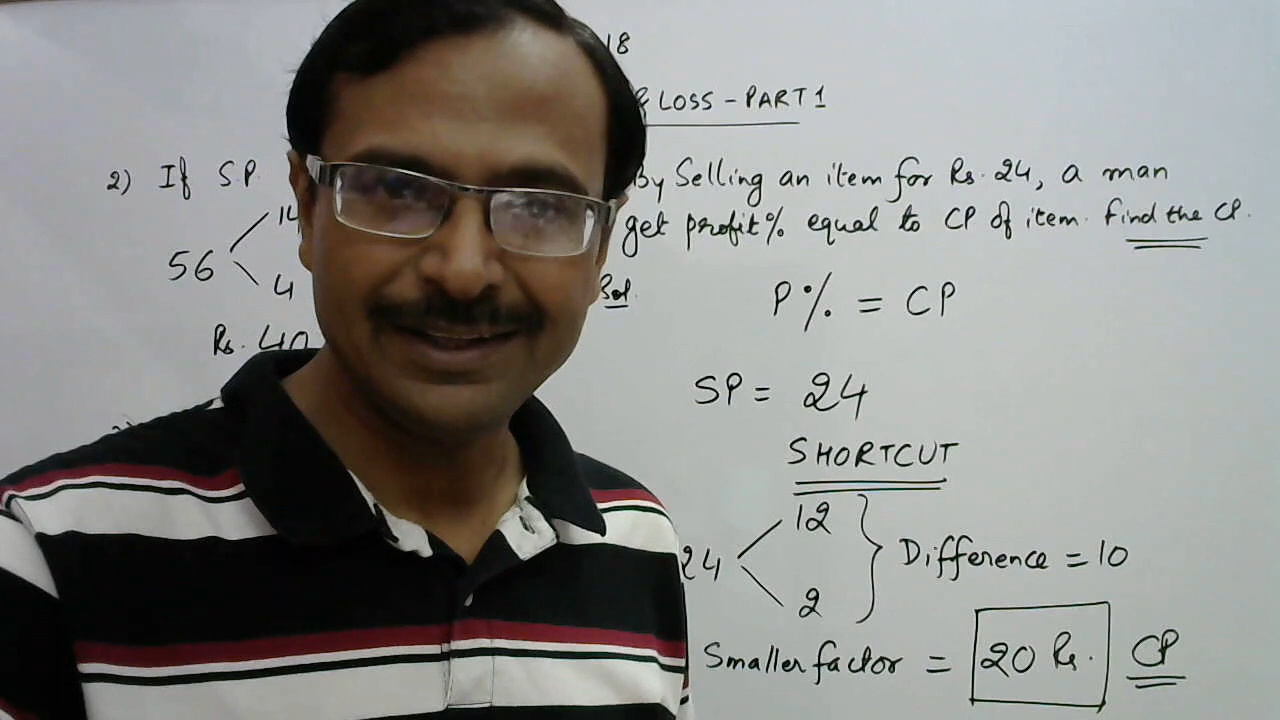 18
& LOSS - PART 1
2) If SP
14
56
4
Rs. 40
By Selling an item for Rs. 24, a man
get profit% equal to CP of item. Find the CP.
Sol.
P% = CP
SP = 24
SHORTCUT
12
24
Difference = 10
2
Smaller factor = 20 Rs. CP